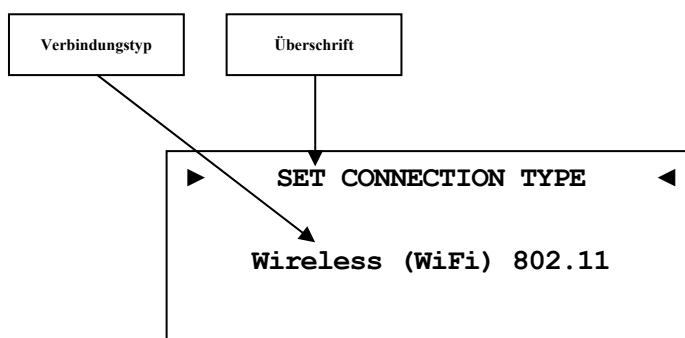 Verbindungstyp
Überschrift
► SET CONNECTION TYPE ◄
Wireless (WiFi) 802.11